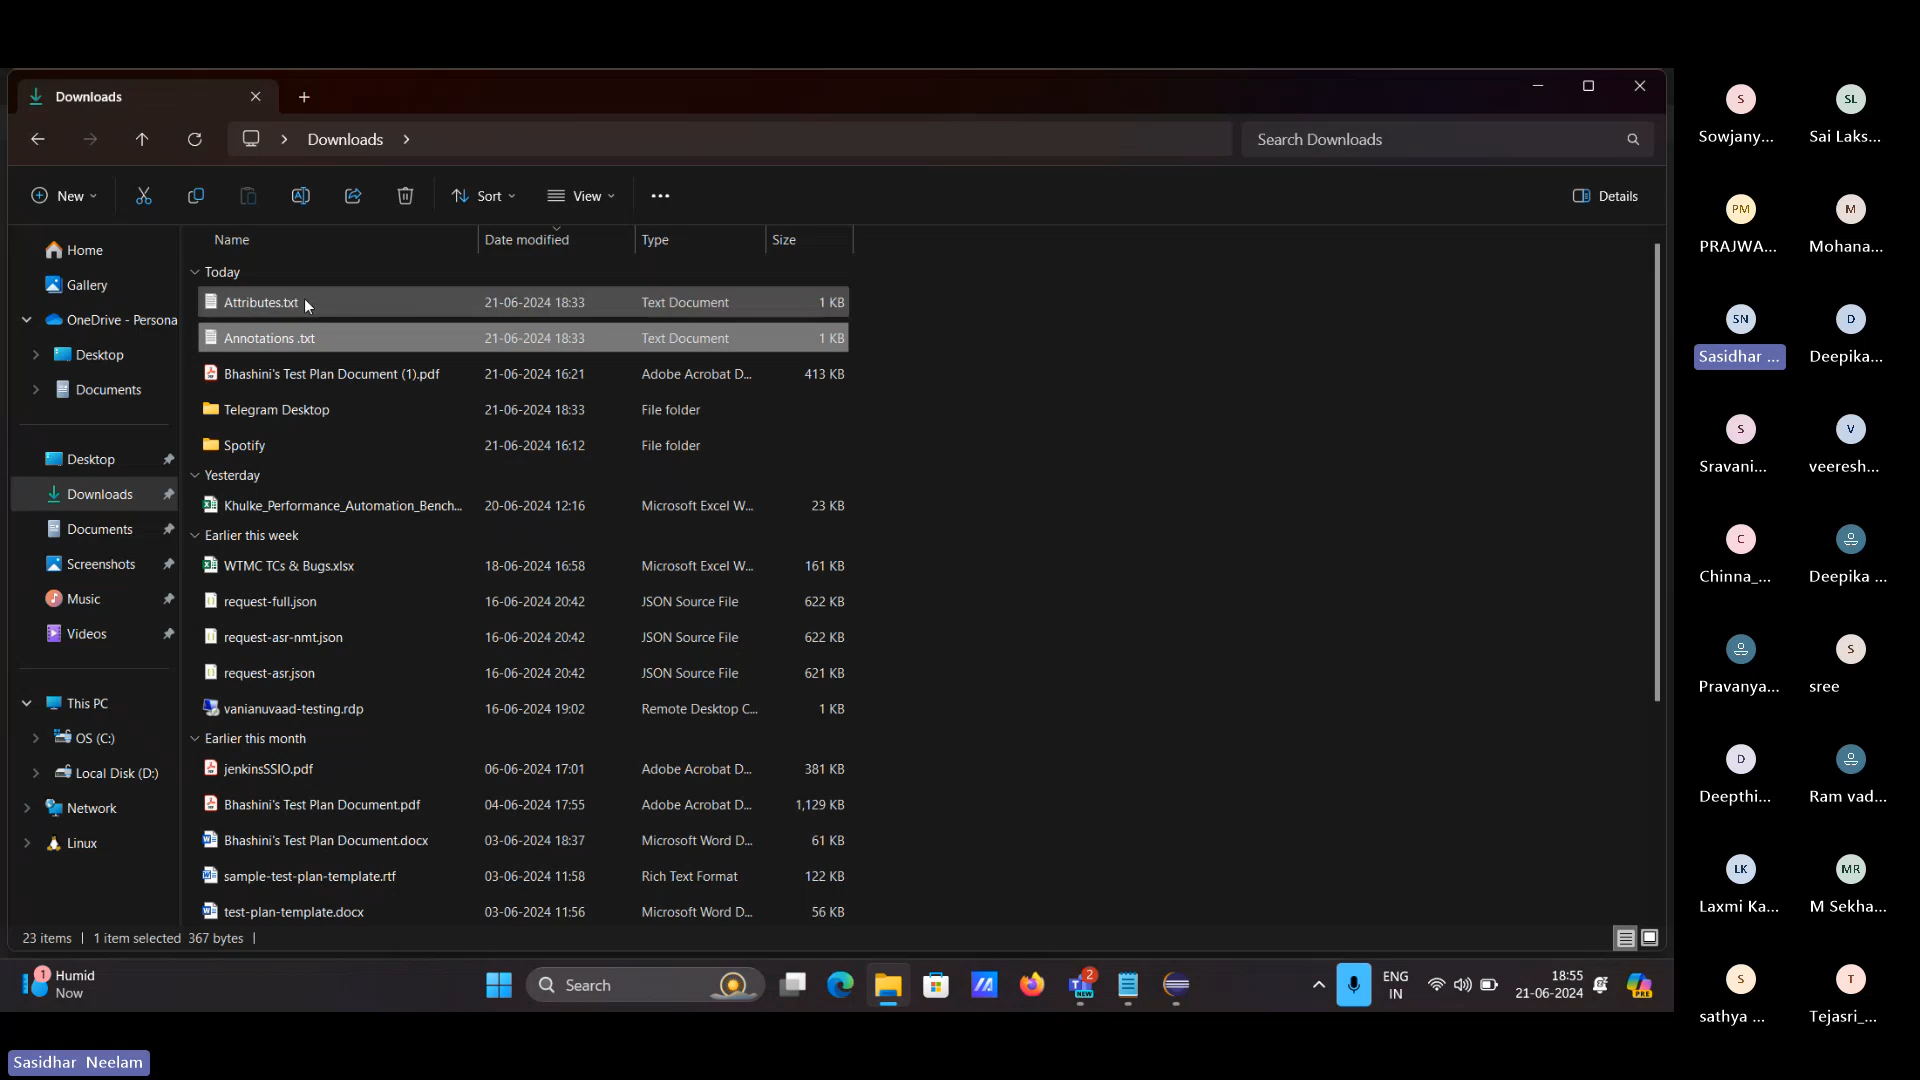 Downloads
Downloads
Search Downloads
New
Sort
View
Details
Name
Date modified
Type
Size
Today
Attributes.txt 21-06-2024 18:33 Text Document 1 KB
Annotations .txt 21-06-2024 18:33 Text Document 1 KB
Bhashini's Test Plan Document (1).pdf 21-06-2024 16:21 Adobe Acrobat D... 413 KB
Telegram Desktop 21-06-2024 18:33 File folder
Spotify 21-06-2024 16:12 File folder
Yesterday
Khulke_Performance_Automation_Bench... 20-06-2024 12:16 Microsoft Excel W... 23 KB
Earlier this week
WTMC TCs & Bugs.xlsx 18-06-2024 16:58 Microsoft Excel W... 161 KB
request-full.json 16-06-2024 20:42 JSON Source File 622 KB
request-asr-nmt.json 16-06-2024 20:42 JSON Source File 622 KB
request-asr.json 16-06-2024 20:42 JSON Source File 621 KB
vanianuvaad-testing.rdp 16-06-2024 19:02 Remote Desktop C... 1 KB
Earlier this month
jenkinsSSIO.pdf 06-06-2024 17:01 Adobe Acrobat D... 381 KB
Bhashini's Test Plan Document.pdf 04-06-2024 17:55 Adobe Acrobat D... 1,129 KB
Bhashini's Test Plan Document.docx 03-06-2024 18:37 Microsoft Word D... 61 KB
sample-test-plan-template.rtf 03-06-2024 11:58 Rich Text Format 122 KB
test-plan-template.docx 03-06-2024 11:56 Microsoft Word D... 56 KB
Home
Gallery
OneDrive - Persona
Desktop
Documents
Desktop
Downloads
Documents
Screenshots
Music
Videos
This PC
OS (C:)
Local Disk (D:)
Network
Linux
23 items
1 item selected 367 bytes
1
Humid
Now
Search
2
NEW
ENG
IN
18:55
21-06-2024
PRE
S
Sowjany...
SL
Sai Laks...
PM
PRAJWA...
M
Mohana...
SN
Sasidhar ...
D
Deepika...
S
Sravani...
V
veeresh...
C
Chinna_...
Deepika ...
Pravanya...
S
sree
D
Deepthi...
Ram vad...
LK
Laxmi Ka...
MR
M Sekha...
S
sathya ...
T
Tejasri_...
Sasidhar Neelam